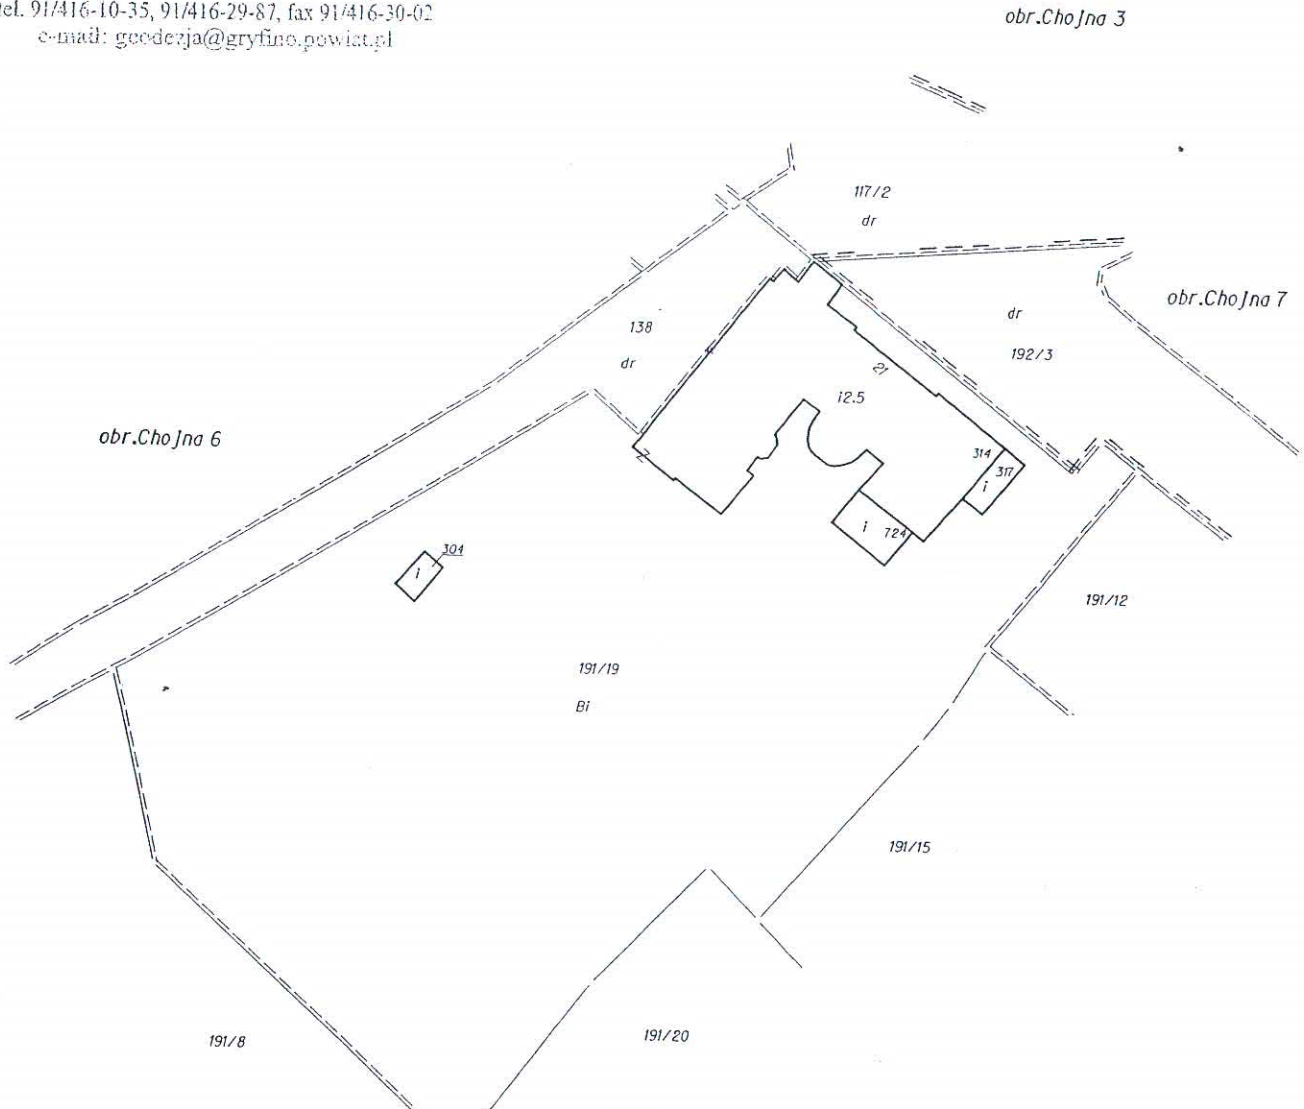 tel. 91/416-10-35, 91/416-29-87, fax 91/416-30-02
e-mail: geodezja@gryfino.powiat.pl
obr.Chojna 3
117/2
dr
obr.Chojna 7
dr
192/3
138
dr
21
i2.5
obr.Chojna 6
314
317
i
i
724
304
i
191/12
191/19
Bi
191/15
191/8
191/20